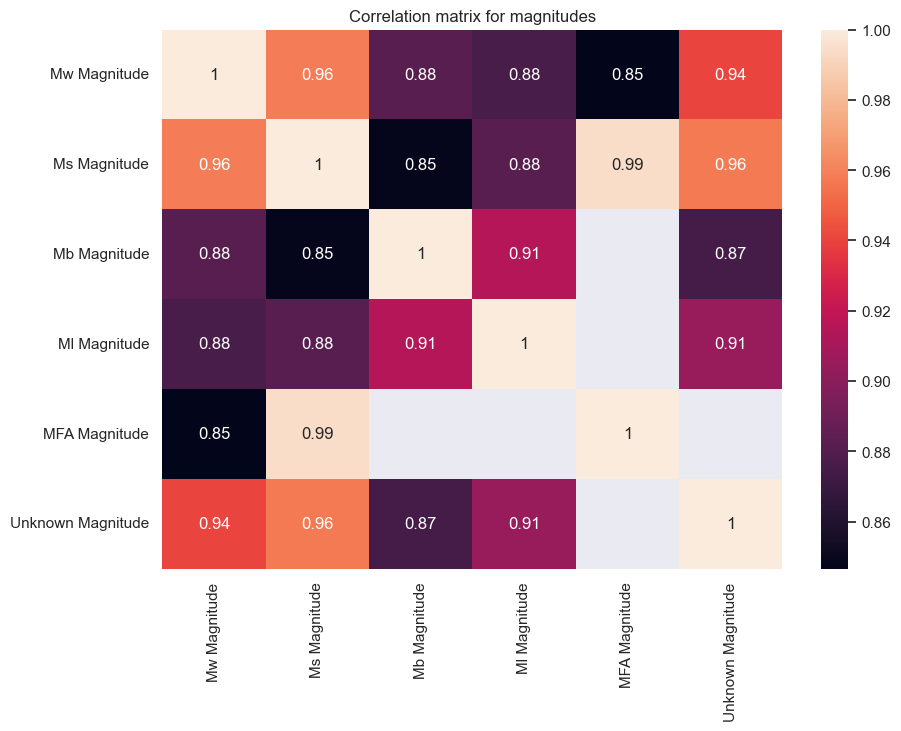 Correlation matrix for magnitudes
Mw Magnitude 1 0.96 0.88 0.88 0.85 0.94
Ms Magnitude 0.96 1 0.85 0.88 0.99 0.96
Mb Magnitude 0.88 0.85 1 0.91 0.87
Ml Magnitude 0.88 0.88 0.91 1 0.91
MFA Magnitude 0.85 0.99 1
Unknown Magnitude 0.94 0.96 0.87 0.91 1
Mw Magnitude
Ms Magnitude
Mb Magnitude
Ml Magnitude
MFA Magnitude
Unknown Magnitude
1.00
0.98
0.96
0.94
0.92
0.90
0.88
0.86